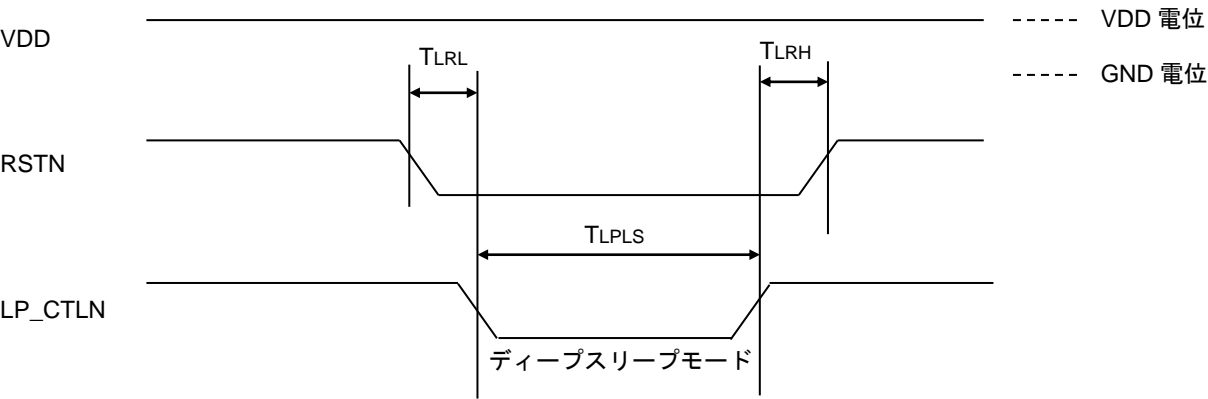 VDD
VDD 電位
TLRL
TLRH
GND 電位
RSTN
TLPLS
LP_CTLN
ディープスリープモード